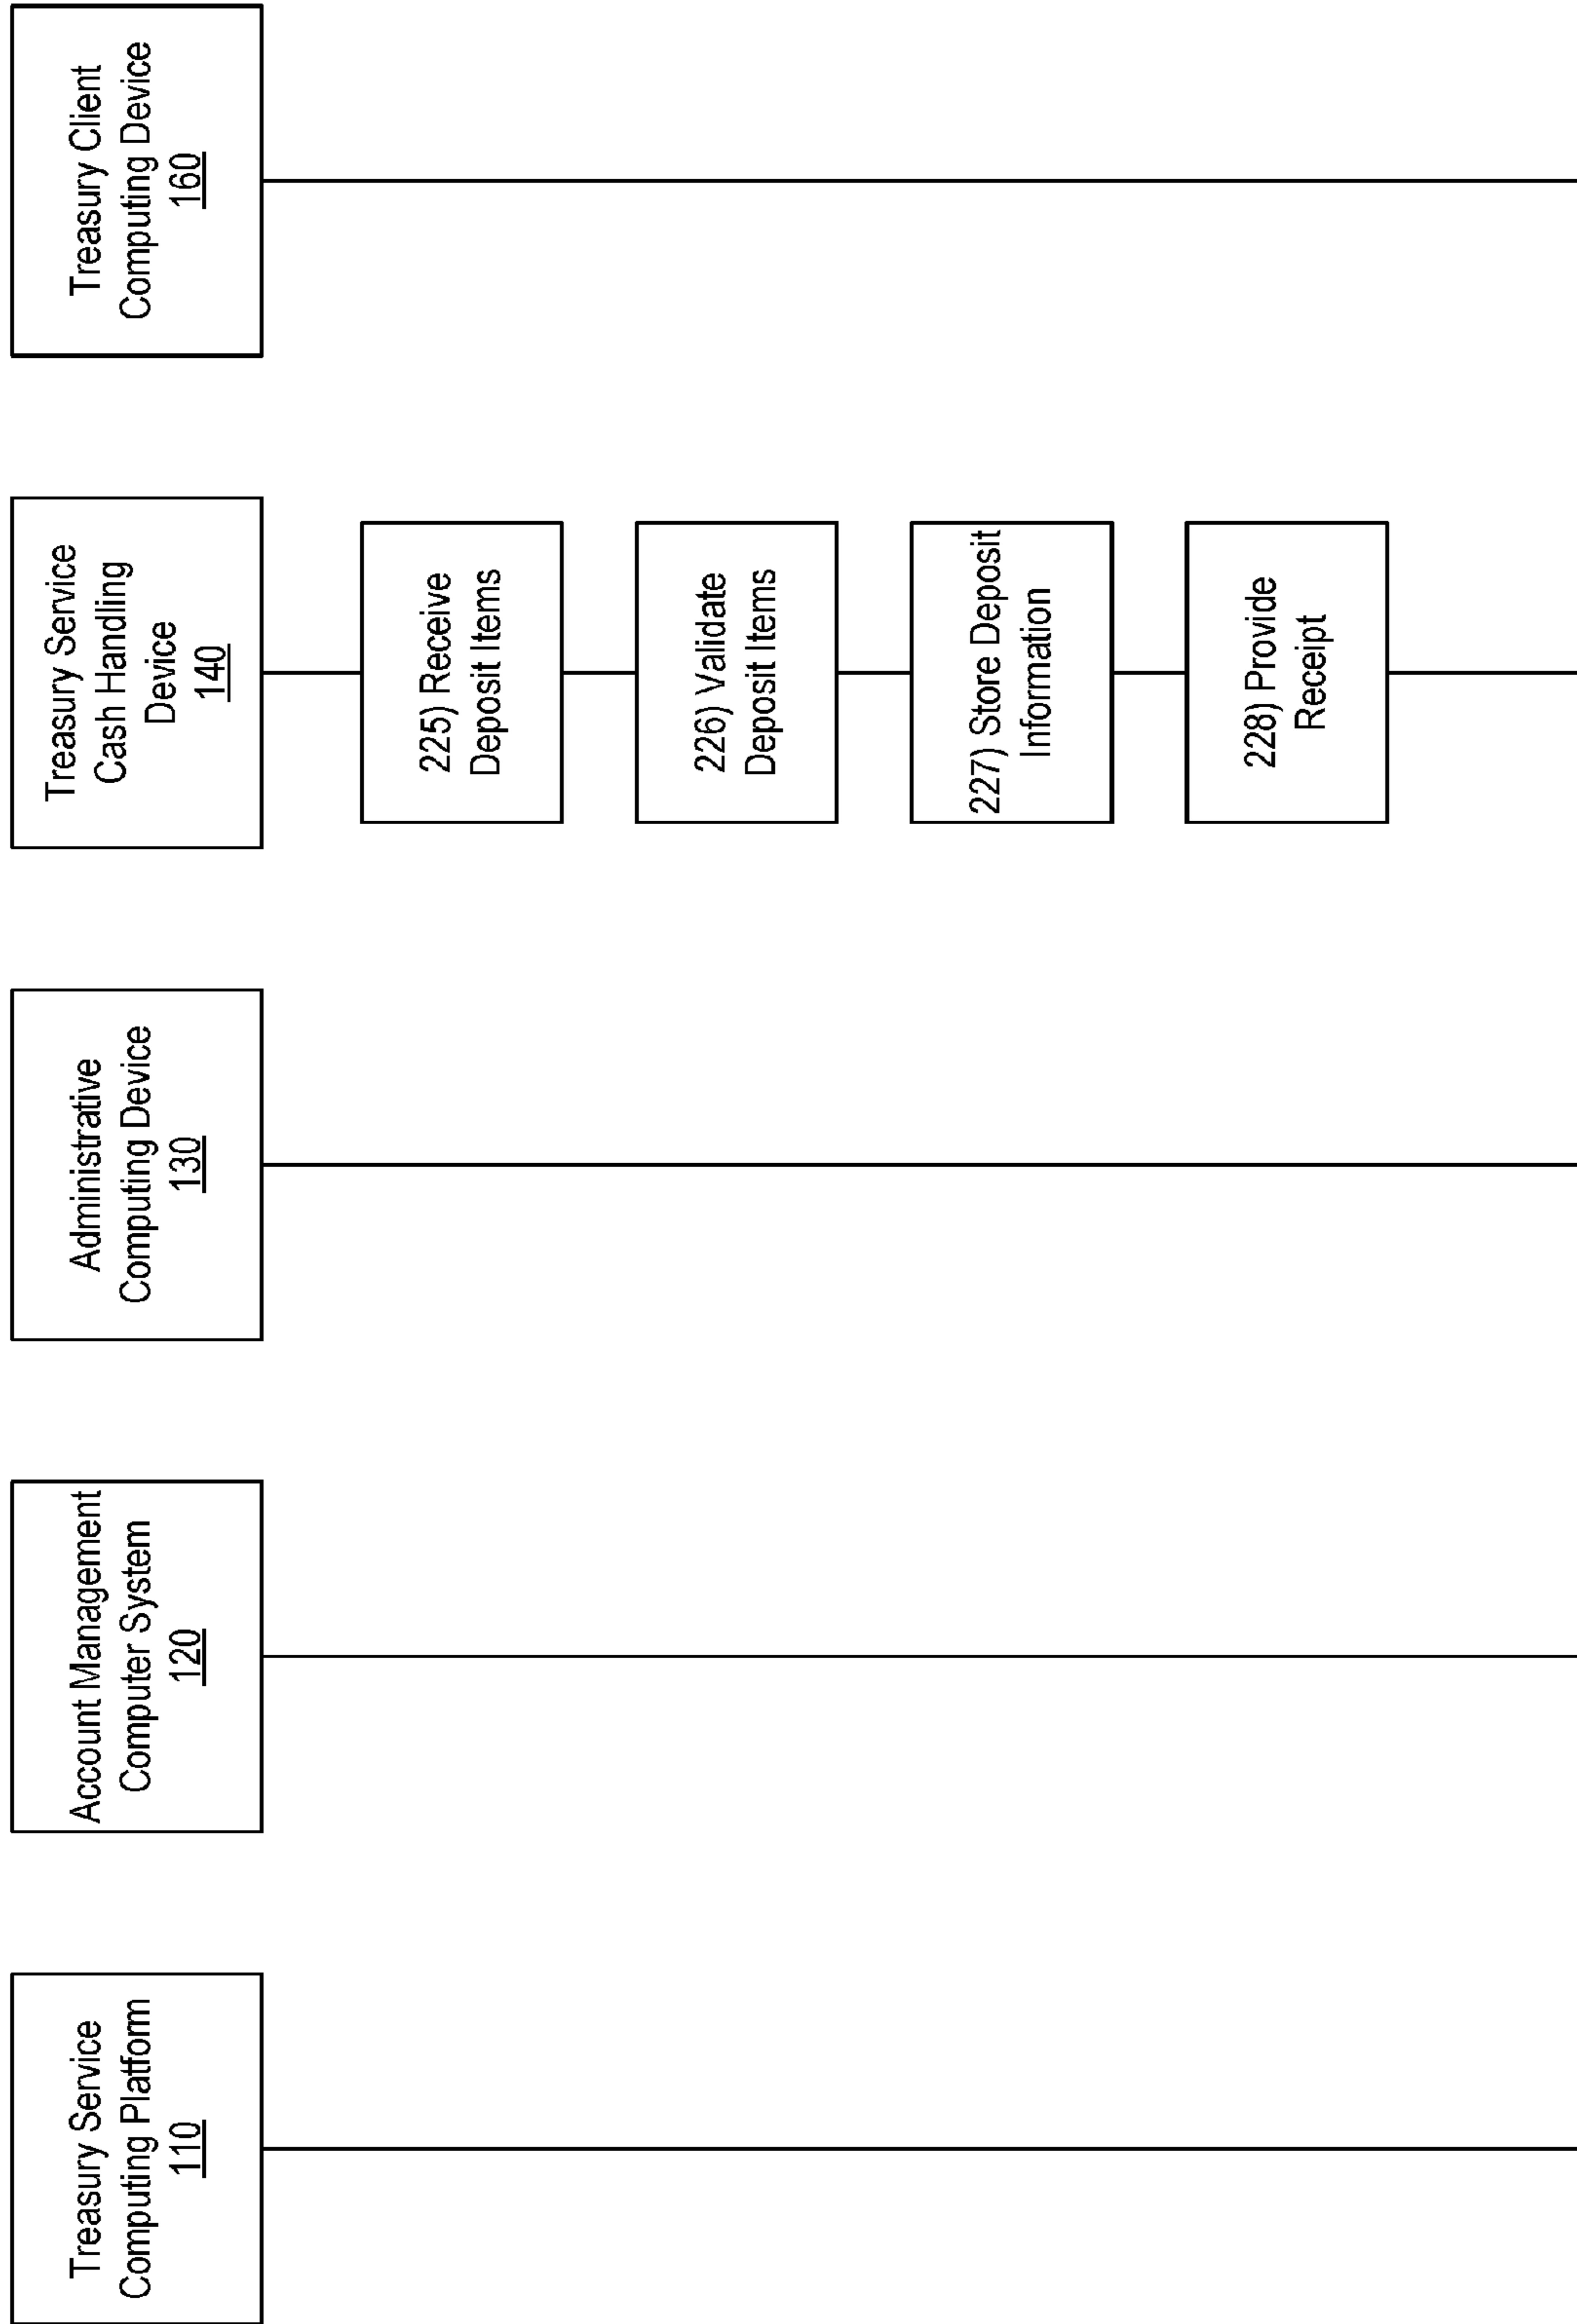 Treasury Service
Computing Platform
110
Account Management
Computer System
120
Administrative
Computing Device
130
Treasury Service
Cash Handling
Device
140
Treasury Client
Computing Device
160
225) Receive
Deposit Items
226) Validate
Deposit Items
227) Store Deposit
Information
228) Provide
Receipt